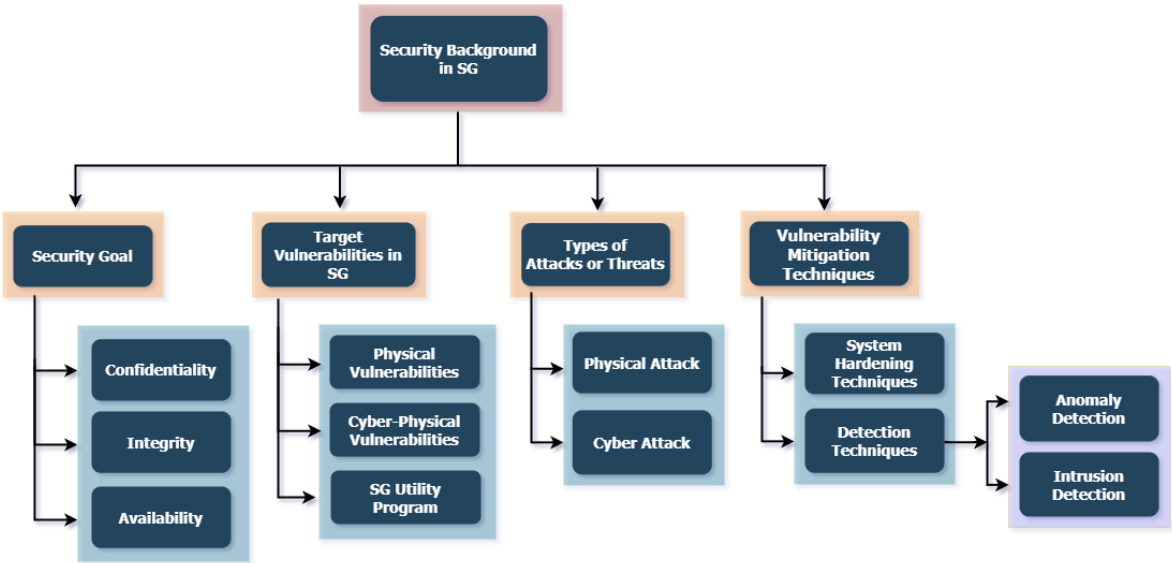 Security Background
in SG
Security Goal
Target
Vulnerabilities in
SG
Types of
Attacks or Threats
Vulnerability
Mitigation
Techniques
Confidentiality
Integrity
Availability
Physical
Vulnerabilities
Cyber-Physical
Vulnerabilities
SG Utility
Program
Physical Attack
Cyber Attack
System
Hardening
Techniques
Detection
Techniques
Anomaly
Detection
Intrusion
Detection